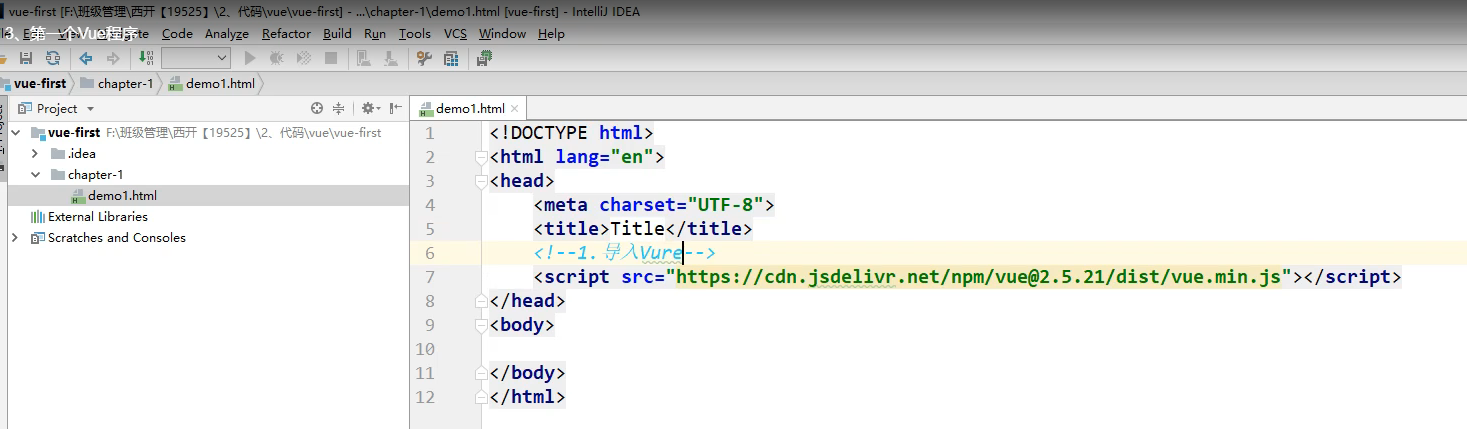 vue-first [F:\班级管理\西开【19525】\2、代码\vue\vue-first] - ...\chapter-1\demo1.html [vue-first] - IntelliJ IDEA
3、第一个Vue程序
Code Analyze Refactor Build Run Tools VCS Window Help
vue-first chapter-1 demo1.html
Project
demo1.html
vue-first F:\班级管理\西开【19525】\2、代码\vue\vue-first
.idea
chapter-1
demo1.html
External Libraries
Scratches and Consoles
1 <!DOCTYPE html>
2 <html lang="en">
3 <head>
4 <meta charset="UTF-8">
5 <title>Title</title>
6 <!--1.导入Vure-->
7 <script src="https://cdn.jsdelivr.net/npm/vue@2.5.21/dist/vue.min.js"></script>
8 </head>
9 <body>
10
11 </body>
12 </html>